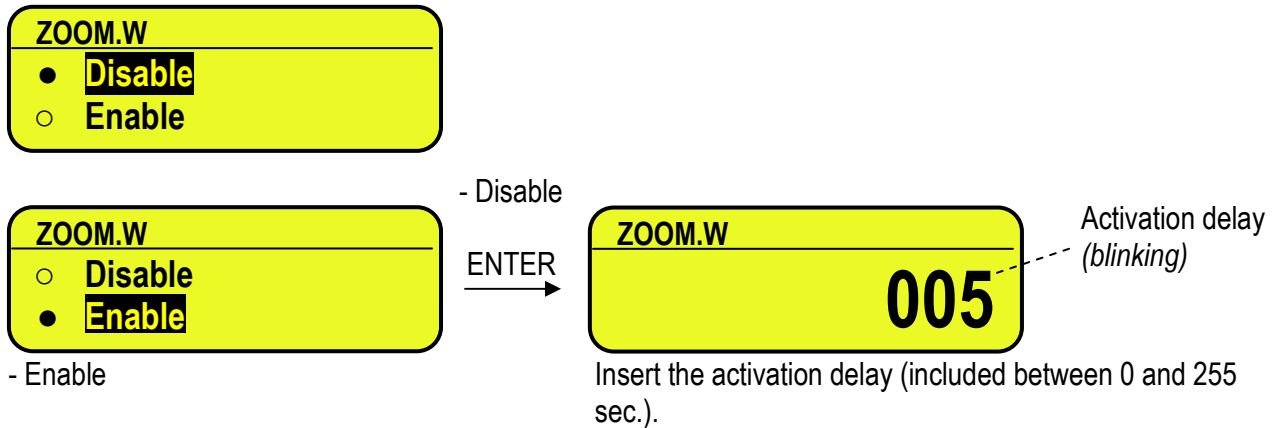 ZOOM.W
● Disable
○ Enable
- Disable
ZOOM.W
○ Disable
● Enable
- Enable
ENTER
ZOOM.W
005
Activation delay
(blinking)
Insert the activation delay (included between 0 and 255
sec.).